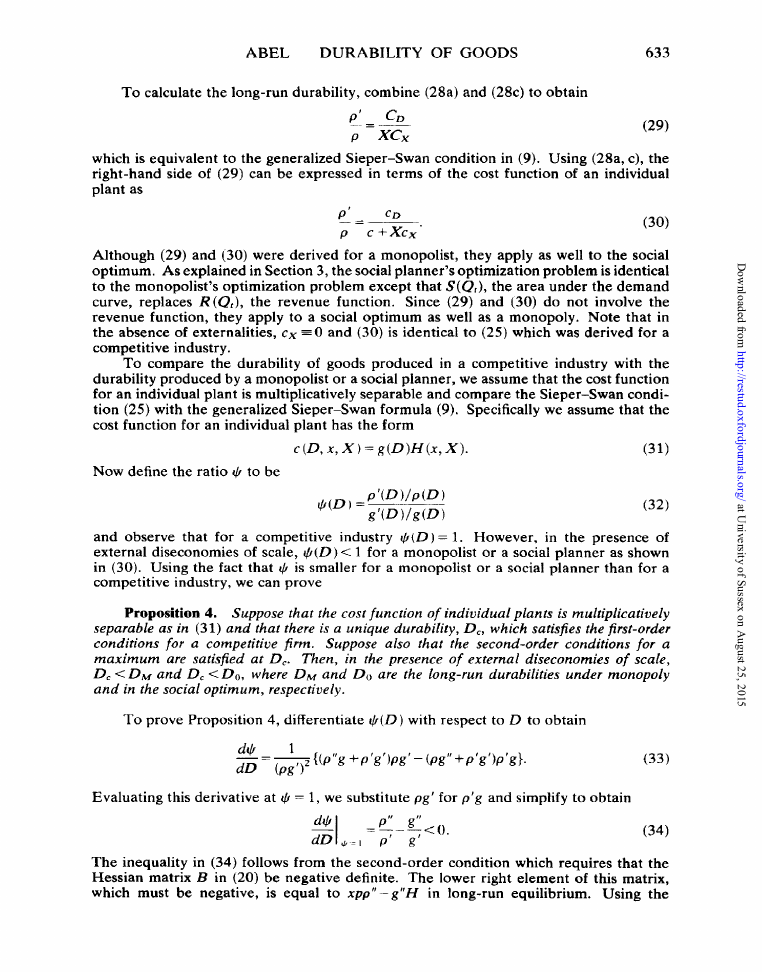 ABEL DURABILITY OF GOODS 633
To calculate the long-run durability, combine (28a) and (28c) to obtain
ρ'/ρ = C_D/XC_X (29)
which is equivalent to the generalized Sieper–Swan condition in (9). Using (28a, c), the
right-hand side of (29) can be expressed in terms of the cost function of an individual
plant as
ρ'/ρ = c_D/(c + Xc_X). (30)
Although (29) and (30) were derived for a monopolist, they apply as well to the social
optimum. As explained in Section 3, the social planner's optimization problem is identical
to the monopolist's optimization problem except that S(Q_t), the area under the demand
curve, replaces R(Q_t), the revenue function. Since (29) and (30) do not involve the
revenue function, they apply to a social optimum as well as a monopoly. Note that in
the absence of externalities, c_X ≡ 0 and (30) is identical to (25) which was derived for a
competitive industry.
To compare the durability of goods produced in a competitive industry with the
durability produced by a monopolist or a social planner, we assume that the cost function
for an individual plant is multiplicatively separable and compare the Sieper–Swan condi-
tion (25) with the generalized Sieper–Swan formula (9). Specifically we assume that the
cost function for an individual plant has the form
c(D, x, X) = g(D)H(x, X). (31)
Now define the ratio ψ to be
ψ(D) = (ρ'(D)/ρ(D))/(g'(D)/g(D)) (32)
and observe that for a competitive industry ψ(D) = 1. However, in the presence of
external diseconomies of scale, ψ(D) < 1 for a monopolist or a social planner as shown
in (30). Using the fact that ψ is smaller for a monopolist or a social planner than for a
competitive industry, we can prove
Proposition 4. Suppose that the cost function of individual plants is multiplicatively
separable as in (31) and that there is a unique durability, D_c, which satisfies the first-order
conditions for a competitive firm. Suppose also that the second-order conditions for a
maximum are satisfied at D_c. Then, in the presence of external diseconomies of scale,
D_c < D_M and D_c < D_0, where D_M and D_0 are the long-run durabilities under monopoly
and in the social optimum, respectively.
To prove Proposition 4, differentiate ψ(D) with respect to D to obtain
dψ/dD = 1/(ρg')² {(ρ''g + ρ'g')ρg' − (ρg'' + ρ'g')ρ'g}. (33)
Evaluating this derivative at ψ = 1, we substitute ρg' for ρ'g and simplify to obtain
dψ/dD|_ψ=1 = ρ''/ρ' − g''/g' < 0. (34)
The inequality in (34) follows from the second-order condition which requires that the
Hessian matrix B in (20) be negative definite. The lower right element of this matrix,
which must be negative, is equal to xpρ'' − g''H in long-run equilibrium. Using the
Downloaded from http://restud.oxfordjournals.org/ at University of Sussex on August 25, 2015